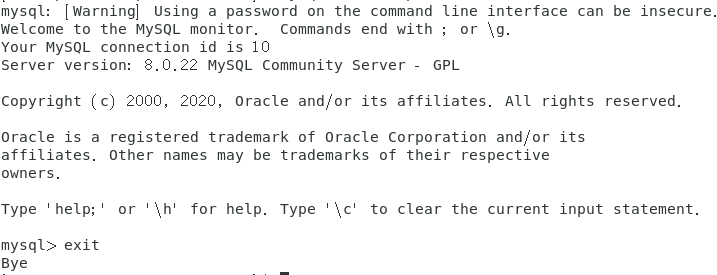 mysql: [Warning] Using a password on the command line interface can be insecure.
Welcome to the MySQL monitor.  Commands end with ; or \g.
Your MySQL connection id is 10
Server version: 8.0.22 MySQL Community Server - GPL
Copyright (c) 2000, 2020, Oracle and/or its affiliates. All rights reserved.
Oracle is a registered trademark of Oracle Corporation and/or its
affiliates. Other names may be trademarks of their respective
owners.
Type 'help;' or '\h' for help. Type '\c' to clear the current input statement.
mysql> exit
Bye